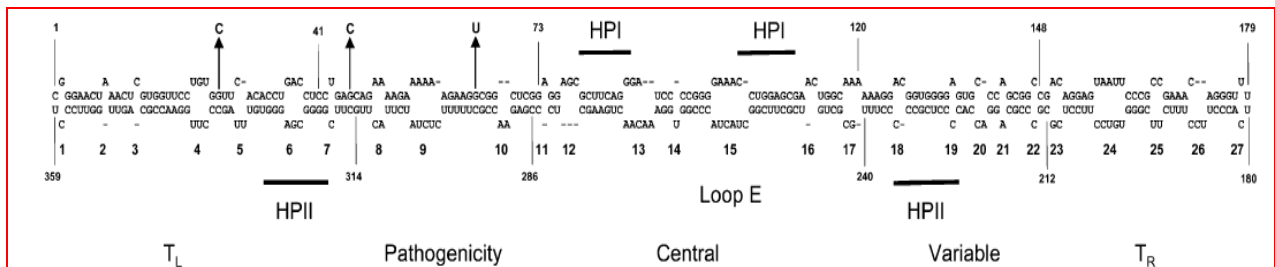 HPI HPI
1 C 41 C U 73 120 148 179
G A C UGU C- GAC U AA AAAA- -- A AGC GGA-- - GAAAC- AC AAA AC A C- A C AC UAAUU CC C-- U
C GGAACU AACU GUGGUUCC GGUU ACACCU CUCC GAGCAG AAGA AGAAGGCGG CUCGG GCUUCAG UCC CCGGG CUGGAGCGA UGGC AAAGG GGUGGGG GUG CC GCGG CG AGGAG CCCG GAAA AGGGU U
U CCUUGG UUGA CGCCAAGG CCGA UGUGGG GGGG UUCGUU UUCU UUUUUCGCC GAGCC CU CGAAGUC AGG GGGCC GGCUUCGCU GUCG UUUCC CCGCUCC CAC GG CGCC GC UCCUU GGGC CUUU UCCCA U
C - - UUC UU AGC C CA AUCUC AA - --- AACAA U AUCAUC - CG- C- C CA A C GC CCUGU UU CCU C
1 2 3 4 5 6 7 8 9 10 11 12 13 14 15 16 17 18 19 20 21 22 23 24 25 26 27
359 314 286 240 212 180
HPII Loop E HPII
T_L Pathogenicity Central Variable T_R